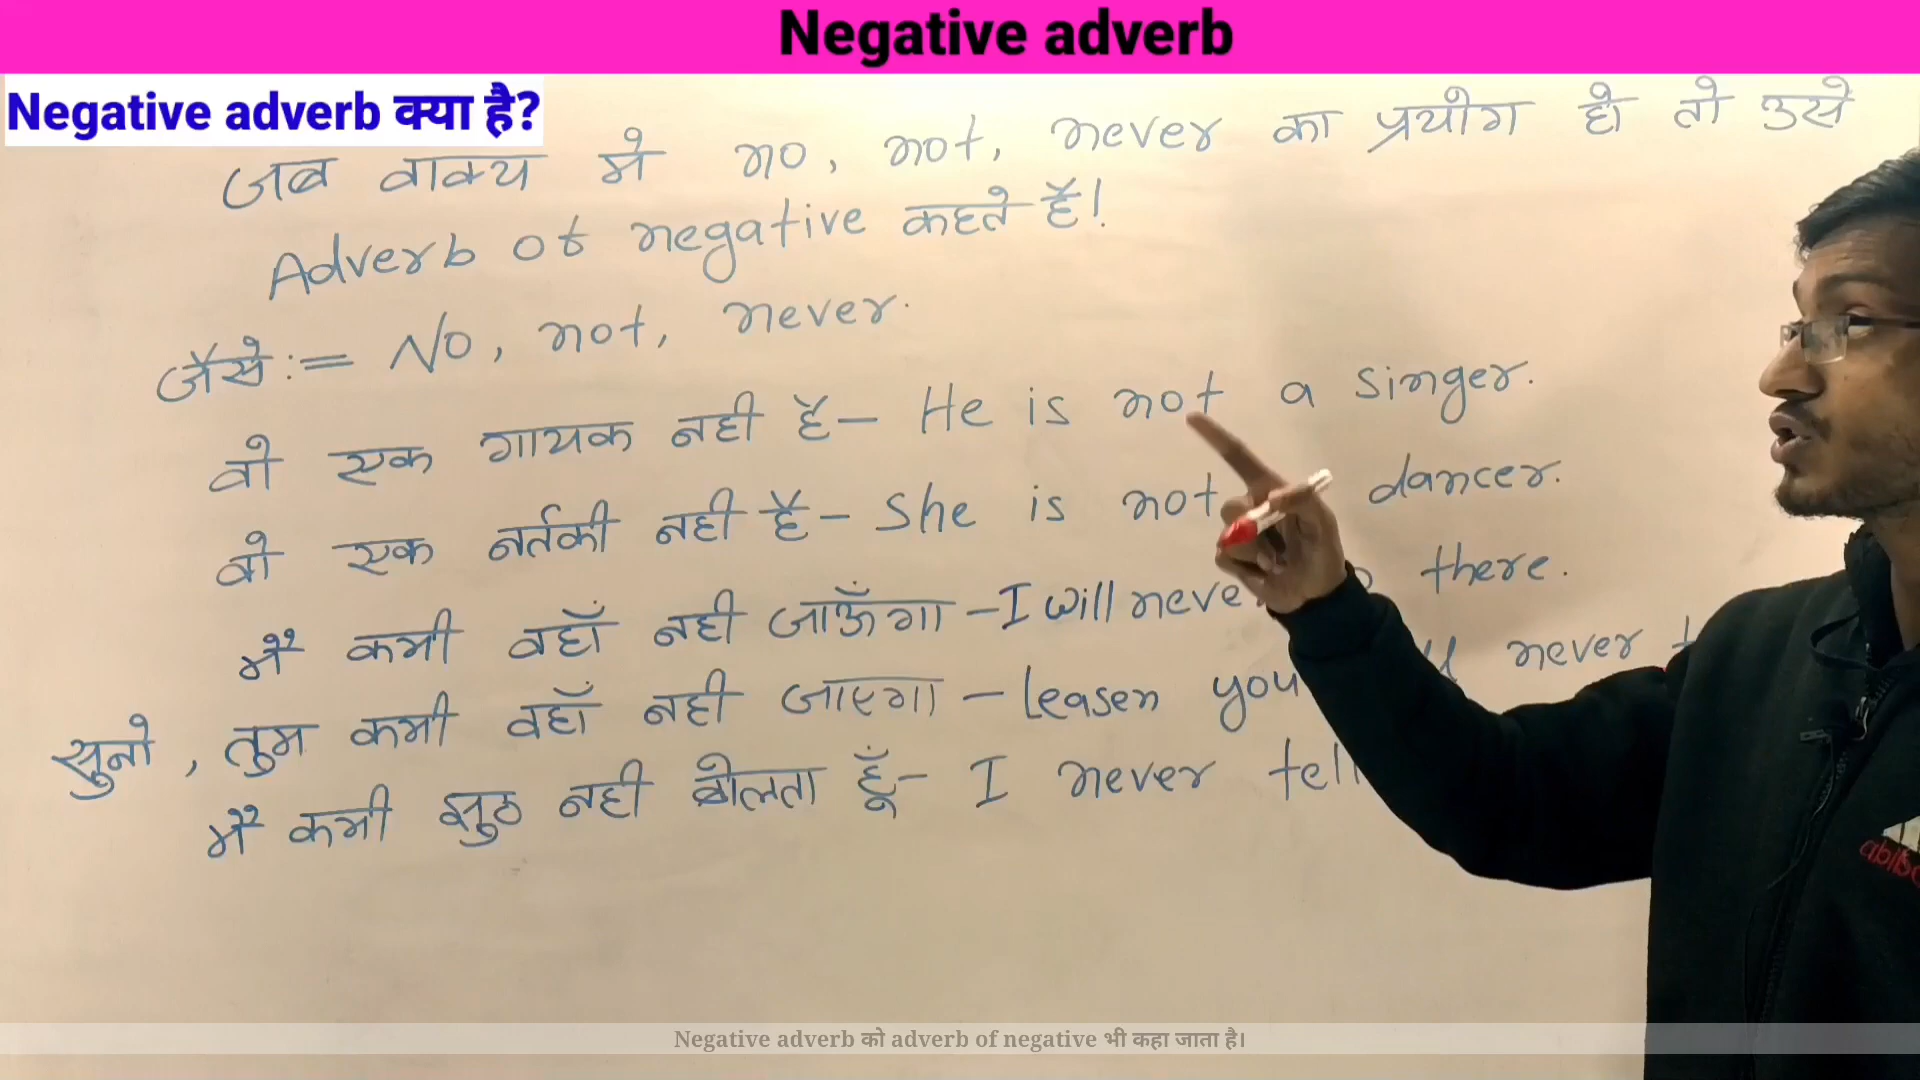 Negative adverb
Negative adverb क्या है?
जब वाक्य मे no, not, never का प्रयोग हो तो उसे
Adverb of negative कहते हैं!
जैसे:= No, not, never.
वो एक गायक नही हैं- He is not a singer.
वो एक नर्तकी नही हैं- She is not dancer.
मैं कभी वहाँ नही जाऊँगा - I will never there.
सुनो, तुम कभी वहाँ नही जाएगा - Leasen you never
मैं कभी झुठ नही बोलता हूँ- I never tell
Negative adverb को adverb of negative भी कहा जाता है।